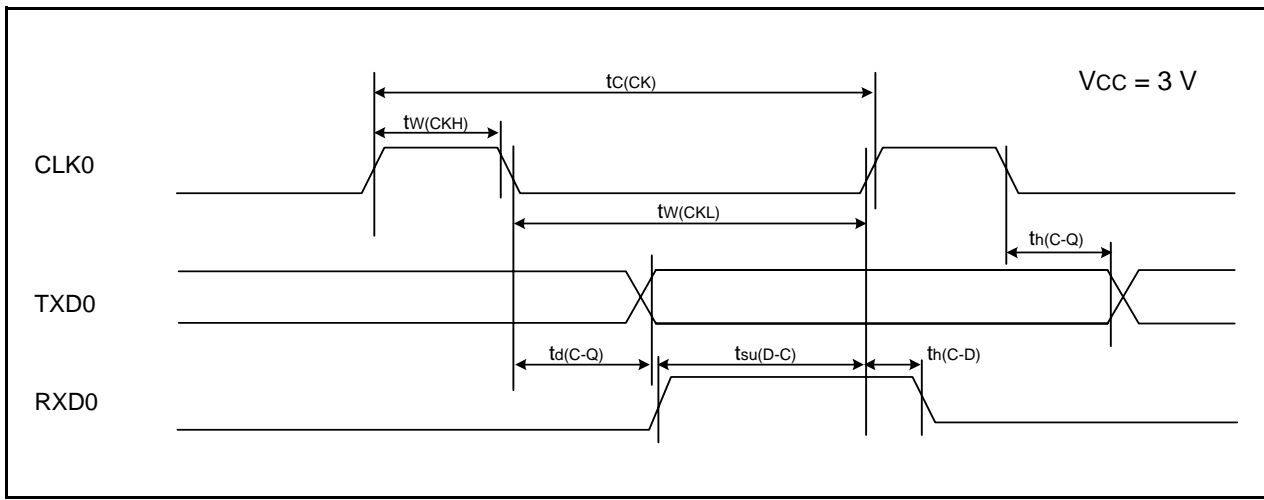 tC(CK)
VCC = 3 V
tW(CKH)
CLK0
tW(CKL)
th(C-Q)
TXD0
td(C-Q)
tsu(D-C)
th(C-D)
RXD0